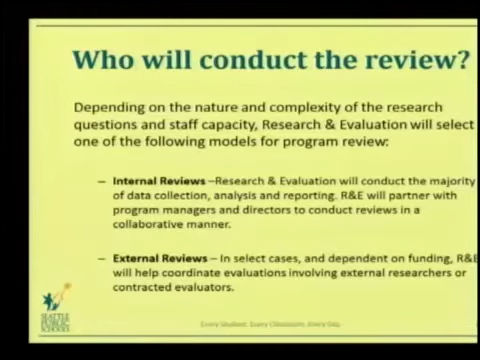 Who will conduct the review?
Depending on the nature and complexity of the research
questions and staff capacity, Research & Evaluation will select
one of the following models for program review:
– Internal Reviews –Research & Evaluation will conduct the majority
of data collection, analysis and reporting. R&E will partner with
program managers and directors to conduct reviews in a
collaborative manner.
– External Reviews – In select cases, and dependent on funding, R&E
will help coordinate evaluations involving external researchers or
contracted evaluators.
SEATTLE
PUBLIC
SCHOOLS
Every Student. Every Classroom. Every Day.